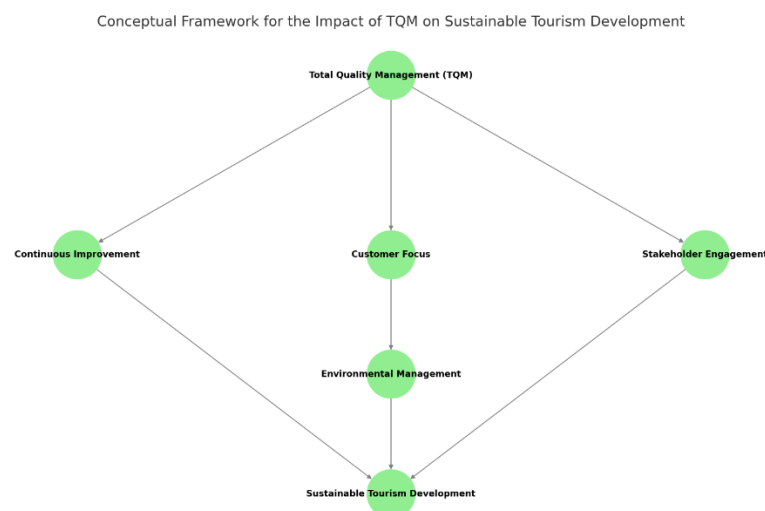 Conceptual Framework for the Impact of TQM on Sustainable Tourism Development
Total Quality Management (TQM)
Continuous Improvement
Customer Focus
Stakeholder Engagement
Environmental Management
Sustainable Tourism Development